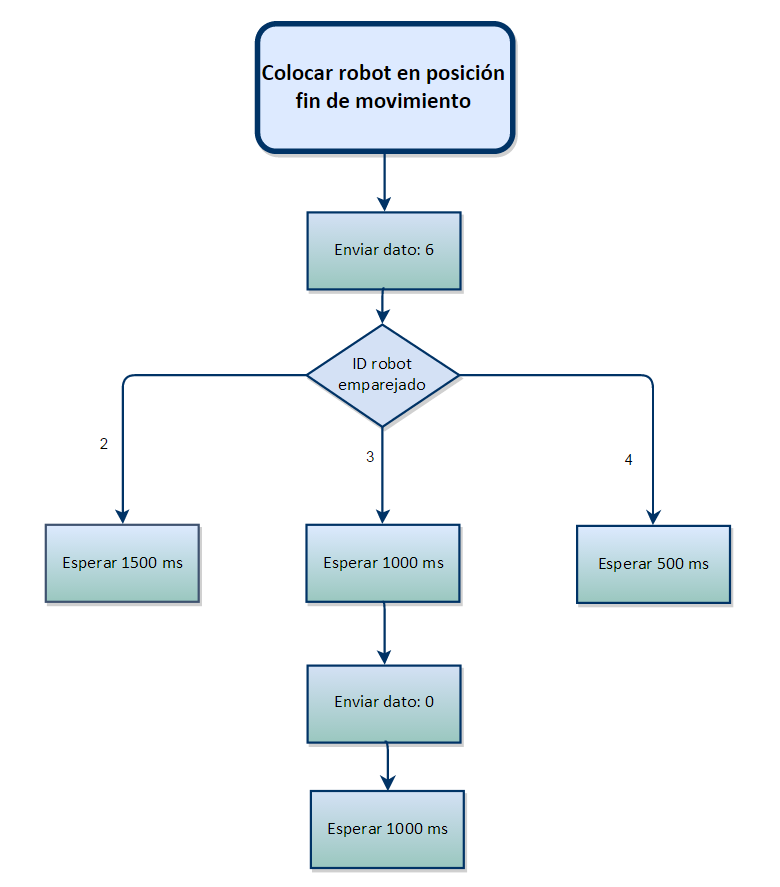 Colocar robot en posición
fin de movimiento
Enviar dato: 6
ID robot
emparejado
2
3
4
Esperar 1500 ms
Esperar 1000 ms
Esperar 500 ms
Enviar dato: 0
Esperar 1000 ms